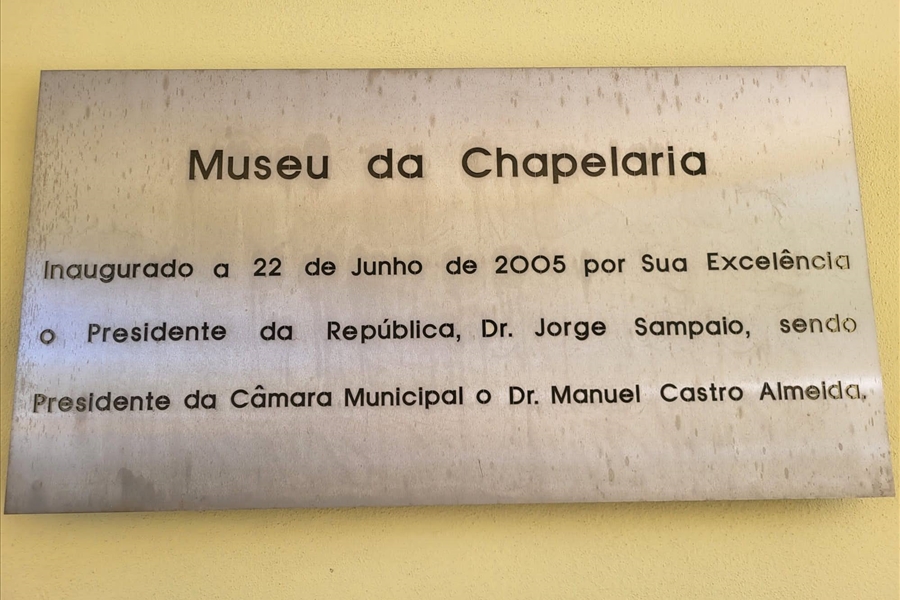 Museu da Chapelaria
Inaugurado a 22 de Junho de 2005 por Sua Excelência
o Presidente da República, Dr. Jorge Sampaio, sendo
Presidente da Câmara Municipal o Dr. Manuel Castro Almeida.